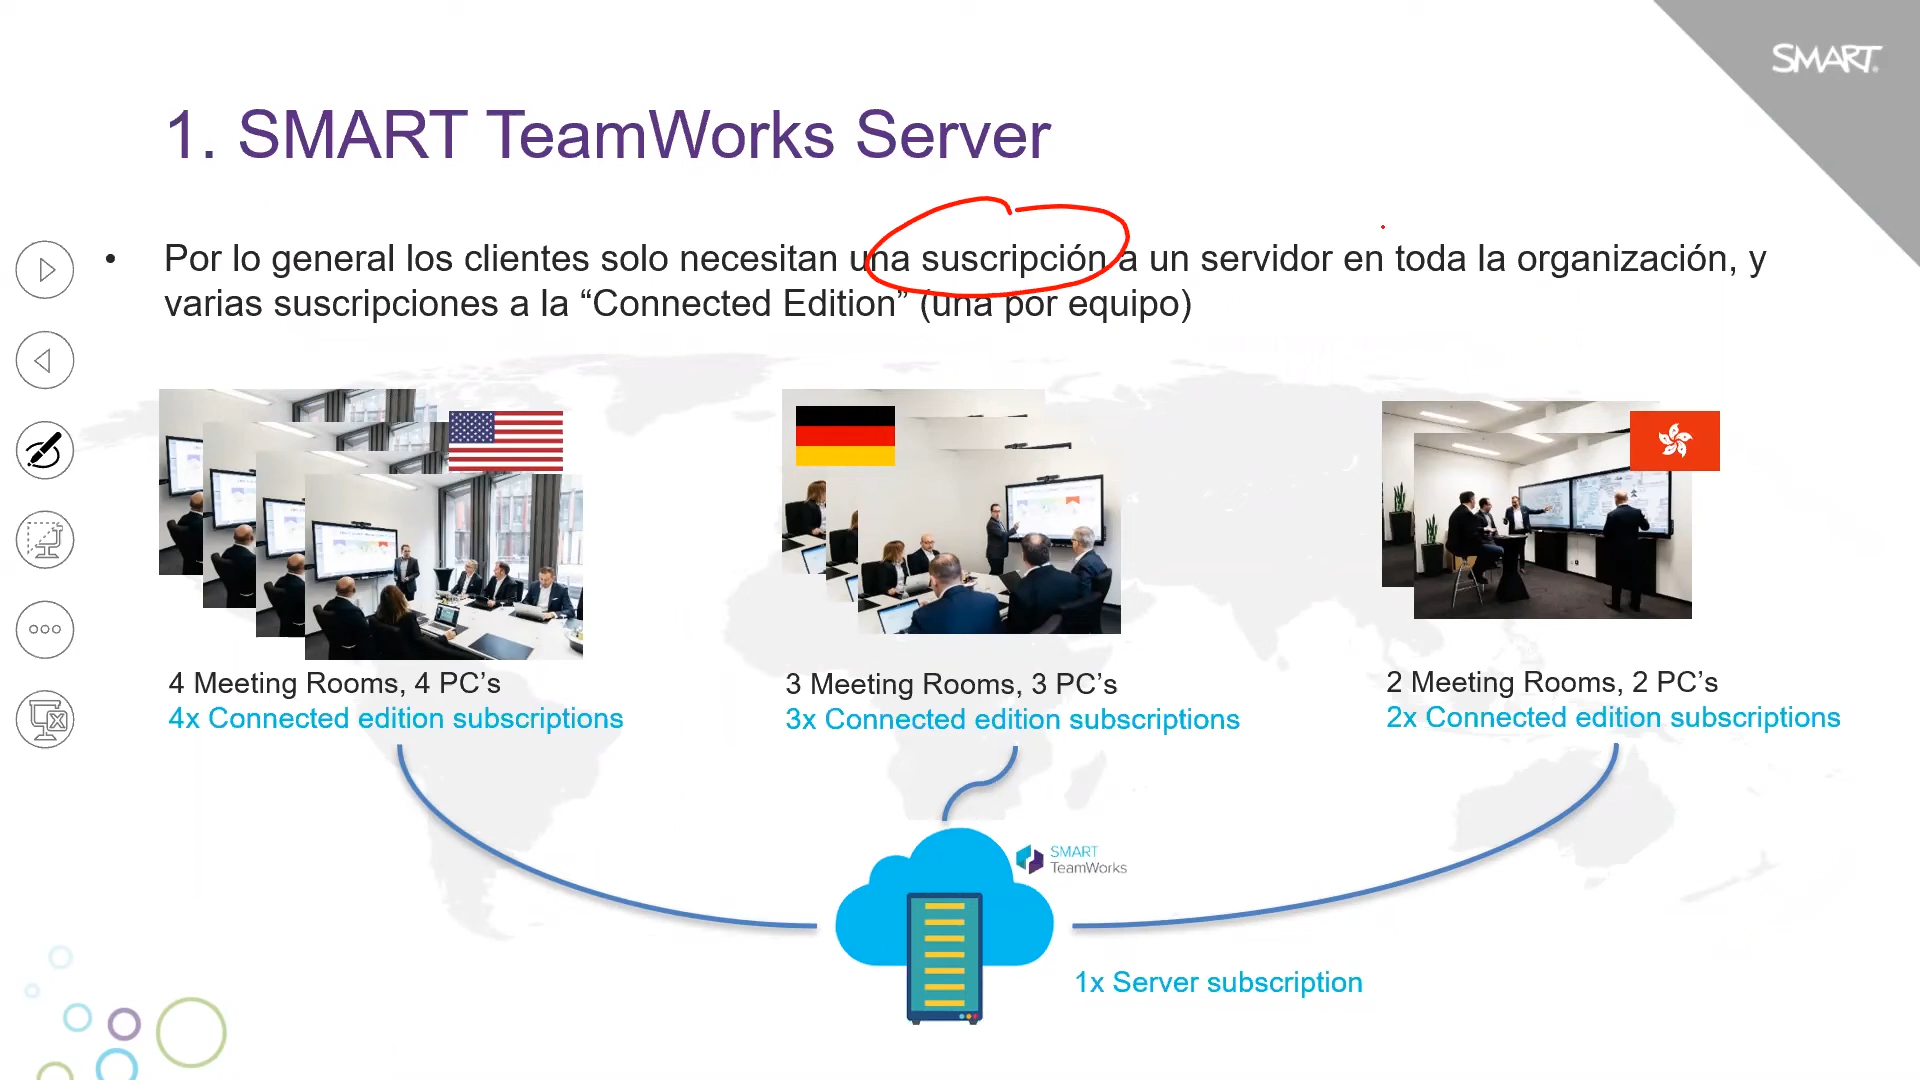 SMART
1. SMART TeamWorks Server
• Por lo general los clientes solo necesitan una suscripción a un servidor en toda la organización, y
varias suscripciones a la “Connected Edition” (una por equipo)
4 Meeting Rooms, 4 PC’s
4x Connected edition subscriptions
3 Meeting Rooms, 3 PC’s
3x Connected edition subscriptions
2 Meeting Rooms, 2 PC’s
2x Connected edition subscriptions
SMART
TeamWorks
1x Server subscription